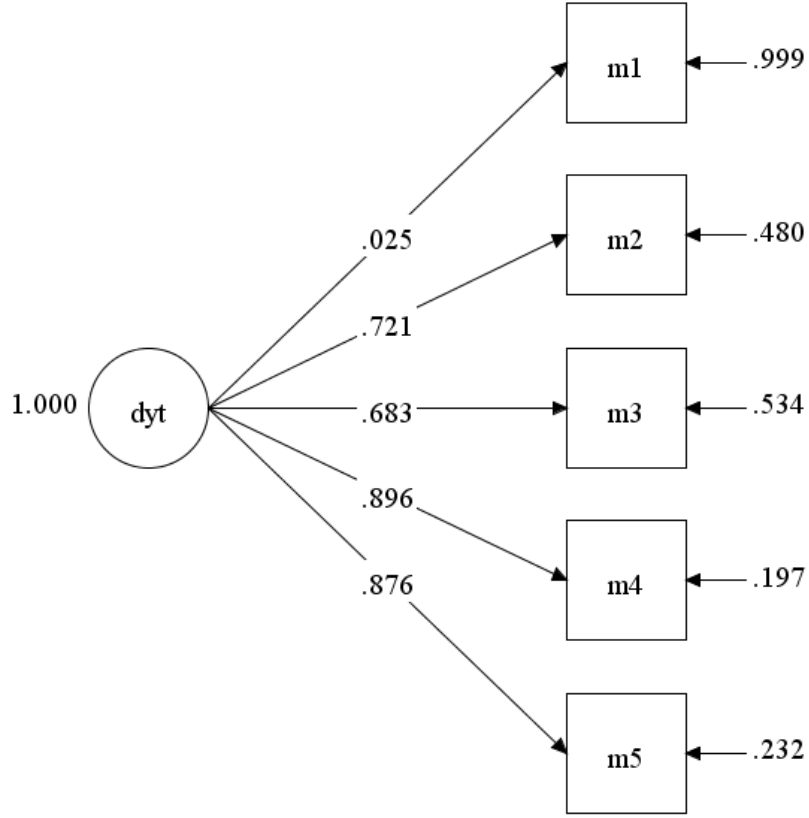 m1 .999
.025
m2 .480
.721
1.000 dyt .683 m3 .534
.896
m4 .197
.876
m5 .232